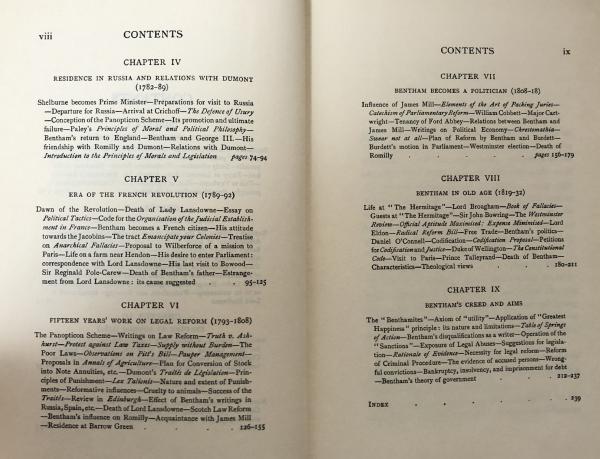 viii
CONTENTS
CHAPTER IV
RESIDENCE IN RUSSIA AND RELATIONS WITH DUMONT
(1782-89)
Shelburne becomes Prime Minister—Preparations for visit to Russia
—Departure for Russia—Arrival at Crichoff—The Defence of Usury
—Conception of the Panopticon Scheme—Its promotion and ultimate
failure—Paley's Principles of Moral and Political Philosophy—
Bentham's return to England—Bentham and George III.—His
friendship with Romilly and Dumont—Relations with Dumont—
Introduction to the Principles of Morals and Legislation pages 74-94
CHAPTER V
ERA OF THE FRENCH REVOLUTION (1789-92)
Dawn of the Revolution—Death of Lady Lansdowne—Essay on
Political Tactics—Code for the Organisation of the Judicial Establish-
ment in France—Bentham becomes a French citizen—His attitude
towards the Jacobins—The tract Emancipate your Colonies—Treatise
on Anarchical Fallacies—Proposal to Wilberforce of a mission to
Paris—Life on a farm near Hendon—His desire to enter Parliament:
correspondence with Lord Lansdowne—His last visit to Bowood—
Sir Reginald Pole-Carew—Death of Bentham's father—Estrange-
ment from Lord Lansdowne: its cause suggested . . 95-125
CHAPTER VI
FIFTEEN YEARS' WORK ON LEGAL REFORM (1793-1808)
The Panopticon Scheme—Writings on Law Reform—Truth v. Ash-
hurst—Protest against Law Taxes—Supply without Burden—The
Poor Laws—Observations on Pitt's Bill—Pauper Management—
Proposals in Annals of Agriculture—Plan for Conversion of Stock
into Note Annuities, etc.—Dumont's Traités de Législation—Prin-
ciples of Punishment—Lex Talionis—Nature and extent of Punish-
ments—Reformative influences—Cruelty to animals—Success of the
Traités—Review in Edinburgh—Effect of Bentham's writings in
Russia, Spain, etc.—Death of Lord Lansdowne—Scotch Law Reform
—Bentham's influence on Romilly—Acquaintance with James Mill
—Residence at Barrow Green . . . . 126-155
CONTENTS
ix
CHAPTER VII
BENTHAM BECOMES A POLITICIAN (1808-18)
Influence of James Mill—Elements of the Art of Packing Juries—
Catechism of Parliamentary Reform—William Cobbett—Major Cart-
wright—Tenancy of Ford Abbey—Relations between Bentham and
James Mill—Writings on Political Economy—Chrestomathia—
Swear not at all—Plan of Reform by Bentham and Burdett—
Burdett's motion in Parliament—Westminster election—Death of
Romilly . . . . . pages 156-179
CHAPTER VIII
BENTHAM IN OLD AGE (1819-32)
Life at "The Hermitage"—Lord Brougham—Book of Fallacies—
Guests at "The Hermitage"—Sir John Bowring—The Westminster
Review—Official Aptitude Maximised: Expense Minimised—Lord
Eldon—Radical Reform Bill—Free Trade—Bentham's politics—
Daniel O'Connell—Codification—Codification Proposal—Petitions
for Codification and Justice—Duke of Wellington—The Constitutional
Code—Visit to Paris—Prince Talleyrand—Death of Bentham—
Characteristics—Theological views . . . . 180-211
CHAPTER IX
BENTHAM'S CREED AND AIMS
The "Benthamites"—Axiom of "utility"—Application of "Greatest
Happiness" principle: its nature and limitations—Table of Springs
of Action—Bentham's disqualifications as a writer—Operation of the
"Sanctions"—Exposure of Legal Abuses—Suggestions for legisla-
tion—Rationale of Evidence—Necessity for legal reform—Reform
of Criminal Procedure—The right of accused persons—Evidence of
convictions—Bankruptcy, insolvency, and imprisonment for debt
—Bentham's theory of government . . . . 212-237
INDEX . . . . . . . 239